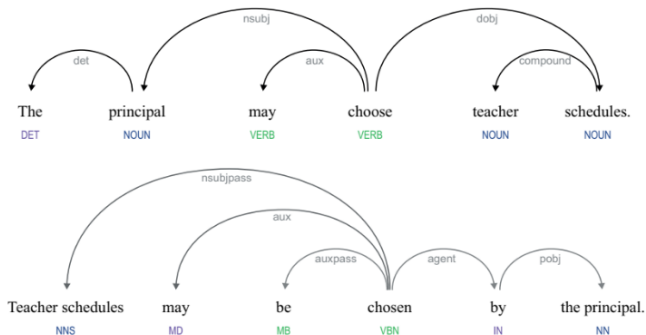 nsubj dobj
det aux compound
The principal may choose teacher schedules.
DET NOUN VERB VERB NOUN NOUN
nsubjpass
aux
auxpass agent pobj
Teacher schedules may be chosen by the principal.
NNS MD MB VBN IN NN